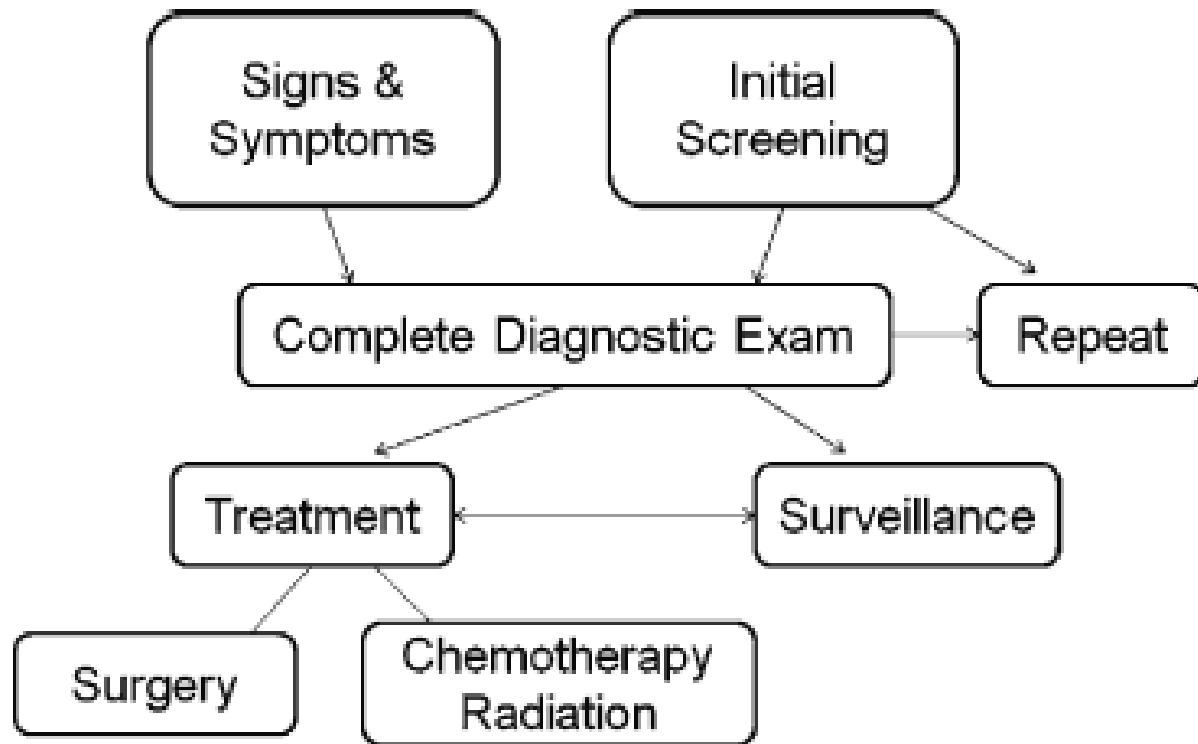 Signs &
Symptoms
Initial
Screening
Complete Diagnostic Exam
Repeat
Treatment
Surveillance
Surgery
Chemotherapy
Radiation